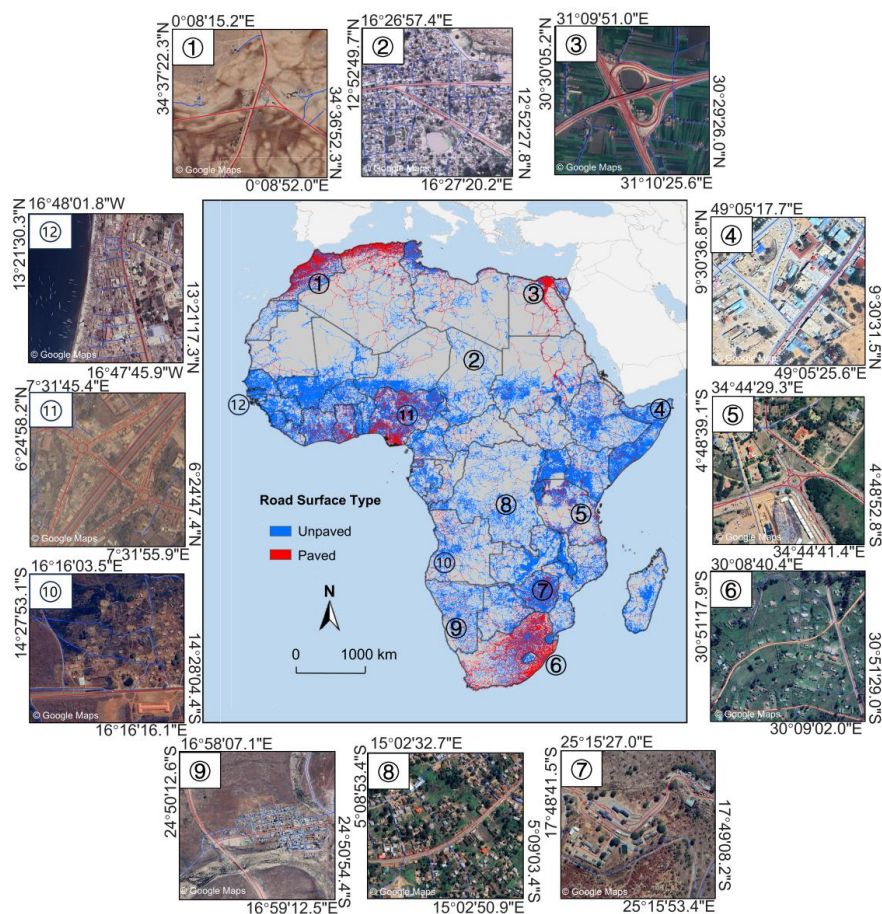 0°08'15.2"E
34°37'22.3"N
①
34°36'52.3"N
© Google Maps
0°08'52.0"E
16°26'57.4"E
12°52'49.7"N
②
12°52'27.8"N
© Google Maps
16°27'20.2"E
31°09'51.0"E
30°30'05.2"N
③
30°29'26.0"N
© Google Maps
31°10'25.6"E
16°48'01.8"W
13°21'30.3"N
⑫
13°21'17.3"N
© Google Maps
16°47'45.9"W
49°05'17.7"E
9°30'39.8"N
④
9°30'31.5"N
© Google Maps
49°05'25.6"E
7°31'45.4"E
6°24'58.2"N
⑪
6°24'47.4"N
© Google Maps
7°31'55.9"E
①
②
③
④
⑤
⑥
⑦
⑧
⑨
⑩
⑪
⑫
Road Surface Type
Unpaved
Paved
N
0 1000 km
34°44'29.3"E
4°48'39.1"S
⑤
4°48'52.8"S
© Google Maps
34°44'41.4"E
16°16'03.5"E
14°27'53.1"S
⑩
14°28'04.4"S
© Google Maps
16°16'16.1"E
30°08'40.4"E
30°51'17.9"S
⑥
30°51'29.0"S
© Google Maps
30°09'02.0"E
16°58'07.1"E
24°50'12.6"S
⑨
24°50'54.4"S
© Google Maps
16°59'12.5"E
15°02'32.7"E
5°08'53.4"S
⑧
5°09'03.4"S
© Google Maps
15°02'50.9"E
25°15'27.0"E
17°48'41.5"S
⑦
17°49'08.2"S
© Google Maps
25°15'53.4"E